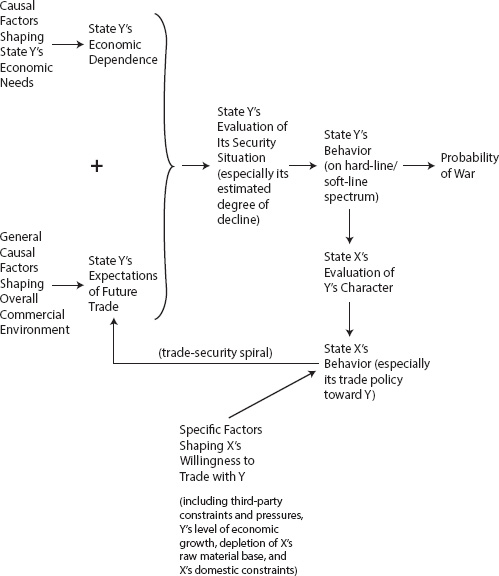 Causal
Factors
Shaping
State Y's
Economic
Needs
State Y's
Economic
Dependence
+
General
Causal
Factors
Shaping
Overall
Commercial
Environment
State Y's
Expectations
of Future
Trade
State Y's
Evaluation of
Its Security
Situation
(especially its
estimated
degree of
decline)
State Y's
Behavior
(on hard-line/
soft-line
spectrum)
Probability
of War
State X's
Evaluation of
Y's Character
State X's
Behavior (especially
its trade policy
toward Y)
(trade-security spiral)
Specific Factors
Shaping X's
Willingness to
Trade with Y
(including third-party
constraints and pressures,
Y's level of economic
growth, depletion of X's
raw material base, and
X's domestic constraints)